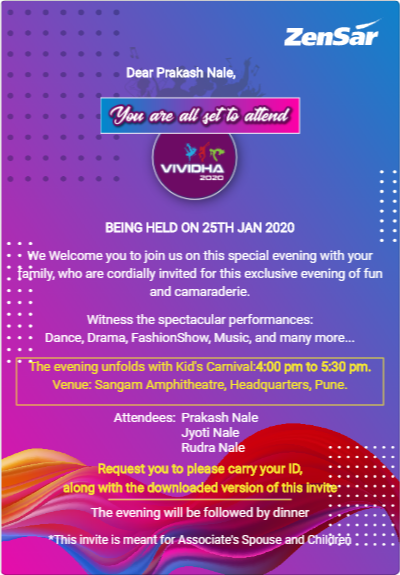 ZenSar
Dear Prakash Nale,
You are all set to attend
VIVIDHA
2020
BEING HELD ON 25TH JAN 2020
We Welcome you to join us on this special evening with your
family, who are cordially invited for this exclusive evening of fun
and camaraderie.
Witness the spectacular performances:
Dance, Drama, FashionShow, Music, and many more...
The evening unfolds with Kid's Carnival:4:00 pm to 5:30 pm.
Venue: Sangam Amphitheatre, Headquarters, Pune.
Attendees: Prakash Nale
Jyoti Nale
Rudra Nale
Request you to please carry your ID,
along with the downloaded version of this invite
The evening will be followed by dinner
*This invite is meant for Associate's Spouse and Children